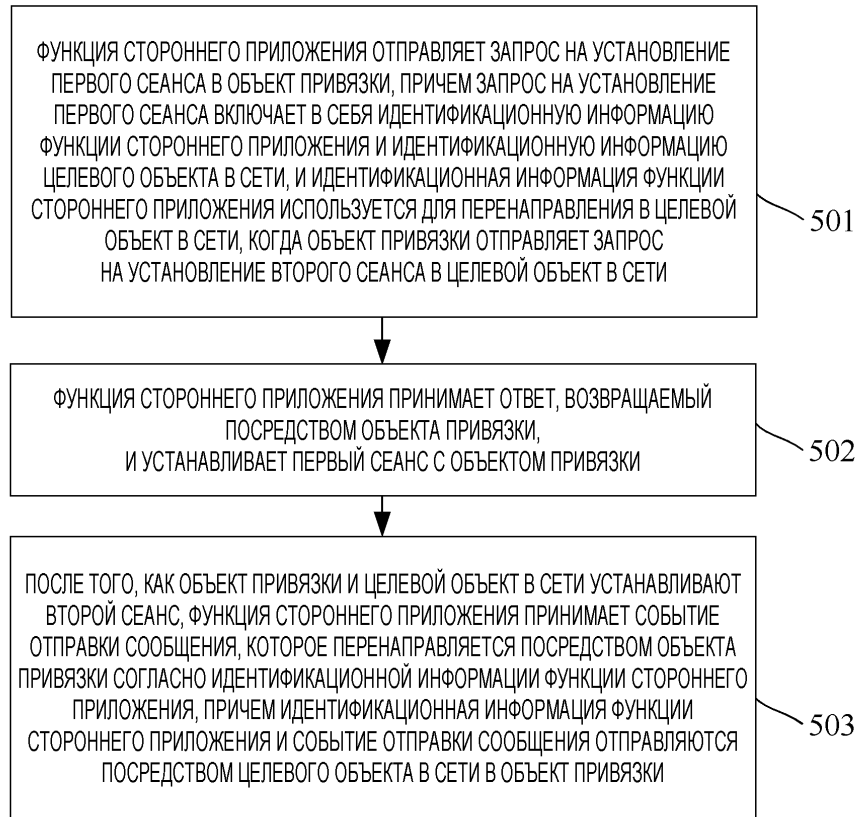 ФУНКЦИЯ СТОРОННЕГО ПРИЛОЖЕНИЯ ОТПРАВЛЯЕТ ЗАПРОС НА УСТАНОВЛЕНИЕ
ПЕРВОГО СЕАНСА В ОБЪЕКТ ПРИВЯЗКИ, ПРИЧЕМ ЗАПРОС НА УСТАНОВЛЕНИЕ
ПЕРВОГО СЕАНСА ВКЛЮЧАЕТ В СЕБЯ ИДЕНТИФИКАЦИОННУЮ ИНФОРМАЦИЮ
ФУНКЦИИ СТОРОННЕГО ПРИЛОЖЕНИЯ И ИДЕНТИФИКАЦИОННУЮ ИНФОРМАЦИЮ
ЦЕЛЕВОГО ОБЪЕКТА В СЕТИ, И ИДЕНТИФИКАЦИОННАЯ ИНФОРМАЦИЯ ФУНКЦИИ
СТОРОННЕГО ПРИЛОЖЕНИЯ ИСПОЛЬЗУЕТСЯ ДЛЯ ПЕРЕНАПРАВЛЕНИЯ В ЦЕЛЕВОЙ
ОБЪЕКТ В СЕТИ, КОГДА ОБЪЕКТ ПРИВЯЗКИ ОТПРАВЛЯЕТ ЗАПРОС
НА УСТАНОВЛЕНИЕ ВТОРОГО СЕАНСА В ЦЕЛЕВОЙ ОБЪЕКТ В СЕТИ
501
ФУНКЦИЯ СТОРОННЕГО ПРИЛОЖЕНИЯ ПРИНИМАЕТ ОТВЕТ, ВОЗВРАЩАЕМЫЙ
ПОСРЕДСТВОМ ОБЪЕКТА ПРИВЯЗКИ,
И УСТАНАВЛИВАЕТ ПЕРВЫЙ СЕАНС С ОБЪЕКТОМ ПРИВЯЗКИ
502
ПОСЛЕ ТОГО, КАК ОБЪЕКТ ПРИВЯЗКИ И ЦЕЛЕВОЙ ОБЪЕКТ В СЕТИ УСТАНАВЛИВАЮТ
ВТОРОЙ СЕАНС, ФУНКЦИЯ СТОРОННЕГО ПРИЛОЖЕНИЯ ПРИНИМАЕТ СОБЫТИЕ
ОТПРАВКИ СООБЩЕНИЯ, КОТОРОЕ ПЕРЕНАПРАВЛЯЕТСЯ ПОСРЕДСТВОМ ОБЪЕКТА
ПРИВЯЗКИ СОГЛАСНО ИДЕНТИФИКАЦИОННОЙ ИНФОРМАЦИИ ФУНКЦИИ СТОРОННЕГО
ПРИЛОЖЕНИЯ, ПРИЧЕМ ИДЕНТИФИКАЦИОННАЯ ИНФОРМАЦИЯ ФУНКЦИИ
СТОРОННЕГО ПРИЛОЖЕНИЯ И СОБЫТИЕ ОТПРАВКИ СООБЩЕНИЯ ОТПРАВЛЯЮТСЯ
ПОСРЕДСТВОМ ЦЕЛЕВОГО ОБЪЕКТА В СЕТИ В ОБЪЕКТ ПРИВЯЗКИ
503